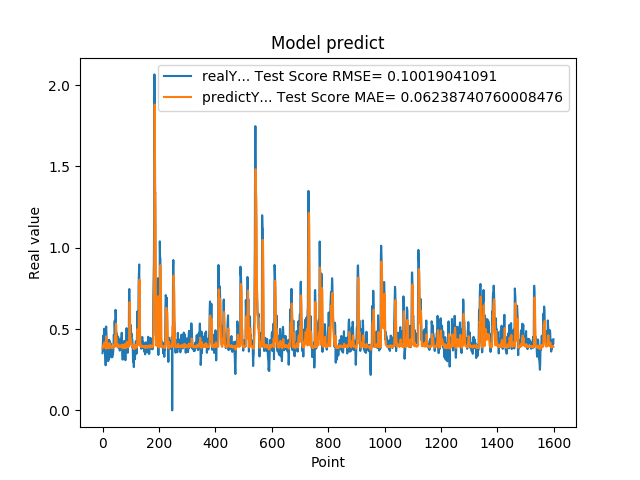 Model predict
realY... Test Score RMSE= 0.10019041091
predictY... Test Score MAE= 0.06238740760008476
2.0
1.5
1.0
0.5
0.0
Real value
0 200 400 600 800 1000 1200 1400 1600
Point